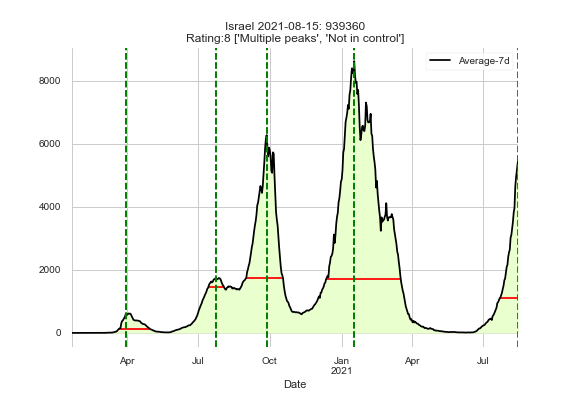 Israel 2021-08-15: 939360
Rating:8 ['Multiple peaks', 'Not in control']
Average-7d
8000
6000
4000
2000
0
Apr
Jul
Oct
Jan
2021
Apr
Jul
Date